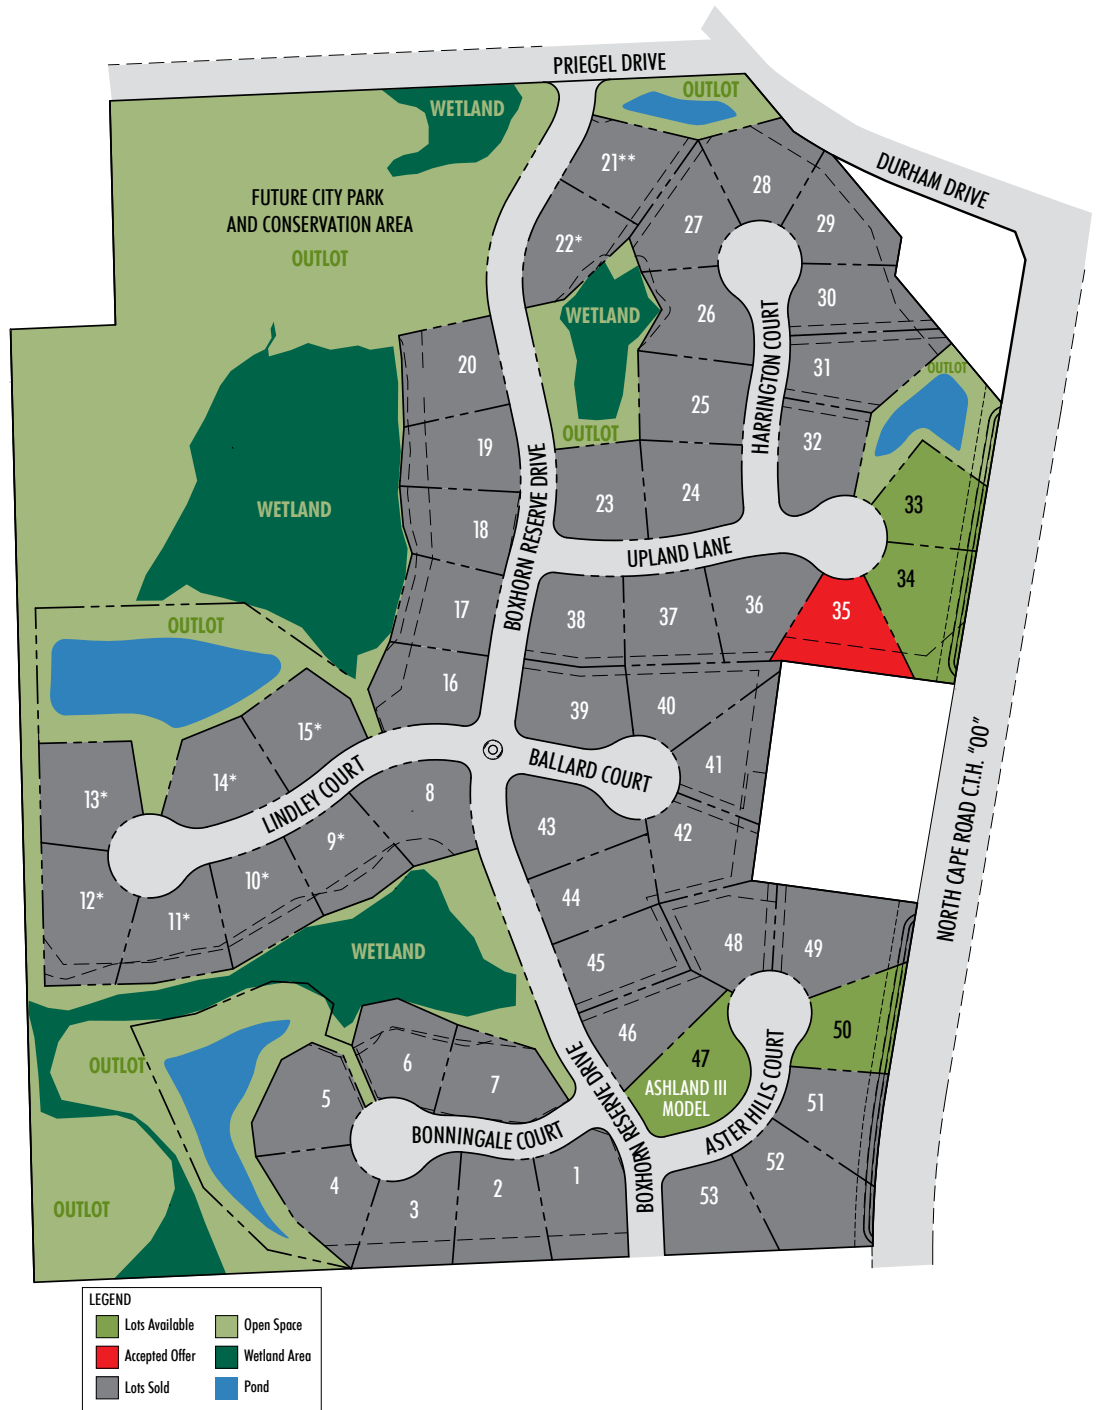 PRIEGEL DRIVE
OUTLOT
WETLAND
DURHAM DRIVE
21**
28
FUTURE CITY PARK
AND CONSERVATION AREA
OUTLOT
22*
27
29
WETLAND
26
30
HARRINGTON COURT
20
31
OUTLOT
25
19
OUTLOT
32
BOXHORN RESERVE DRIVE
WETLAND
18
23
24
33
UPLAND LANE
34
17
38
37
36
35
OUTLOT
16
39
40
15*
BALLARD COURT
41
14*
LINDLEY COURT
13*
8
43
42
NORTH CAPE ROAD C.T.H. "OO"
9*
10*
12*
11*
44
WETLAND
45
48
49
46
50
47
ASHLAND III
MODEL
OUTLOT
6
7
5
BOXHORN RESERVE DRIVE
ASTER HILLS COURT
51
BONNINGALE COURT
52
4
3
2
1
53
OUTLOT
LEGEND
Lots Available
Open Space
Accepted Offer
Wetland Area
Lots Sold
Pond